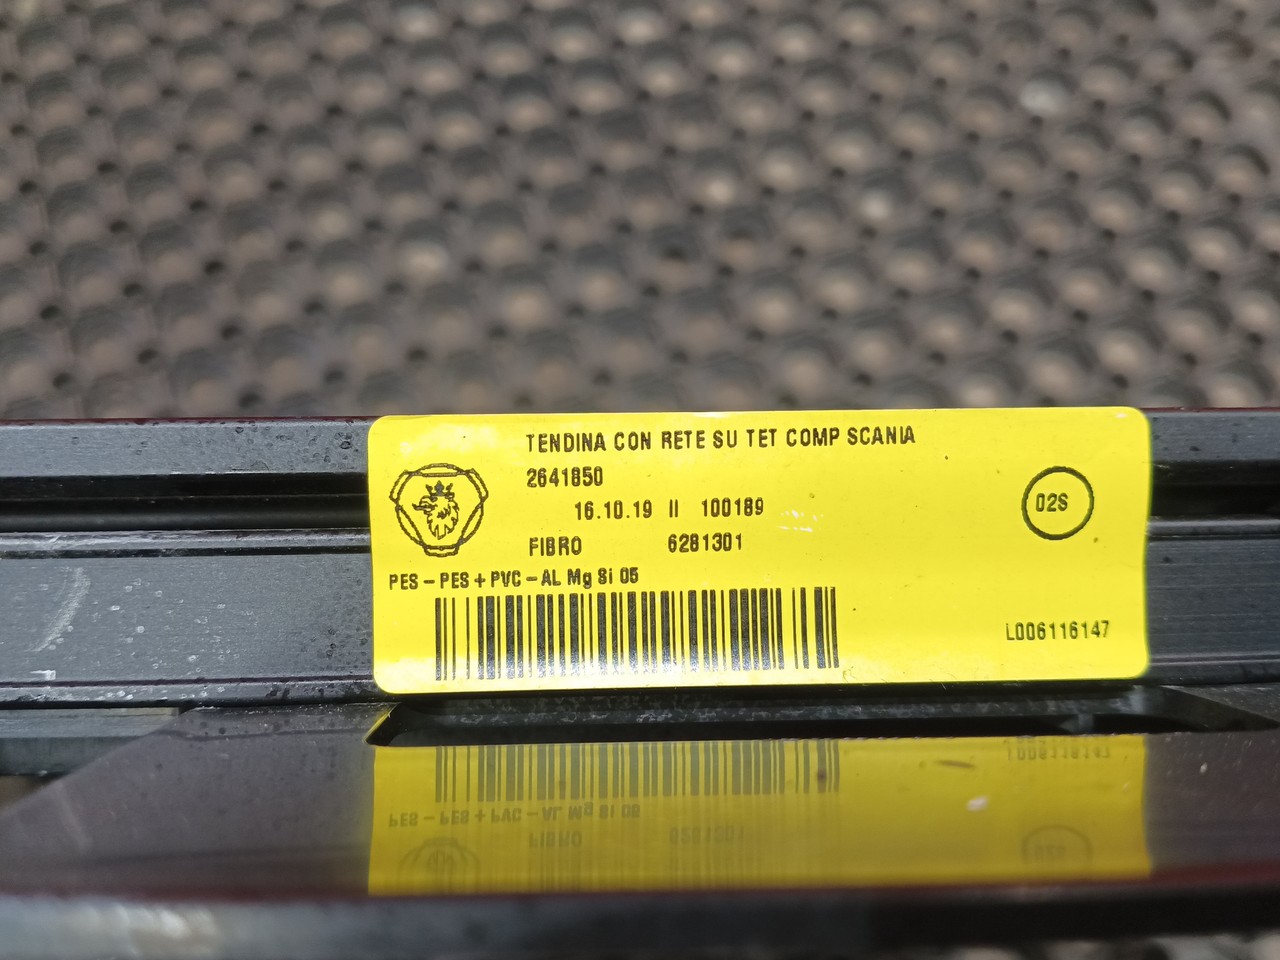 TENDINA CON RETE SU TET COMP SCANIA
2641850
16.10.19 II 100189
02S
FIBRO 6281301
PES - PES + PVC - AL Mg Si 05
L006116147